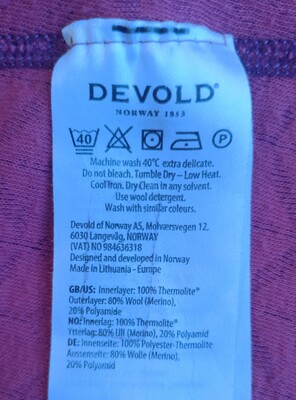 DEVOLD®
NORWAY 1853
40 P
Machine wash 40°C extra delicate.
Do not bleach. Tumble Dry – Low Heat.
Cool Iron. Dry Clean in any solvent.
Use wool detergent.
Wash with similar colours.
Devold of Norway AS, Molværsvegen 12,
6030 Langevåg, NORWAY
(VAT) NO 984636318
Designed and developed in Norway
Made in Lithuania - Europe
GB/US: Innerlayer: 100% Thermolite®
Outerlayer: 80% Wool (Merino),
20% Polyamide
NO: Innerlag: 100% Thermolite®
Ytterlag: 80% Ull (Merino), 20% Polyamid
DE: Innenseite: 100% Polyester-Thermolite
Aussenseite: 80% Wolle (Merino),
20% Polyamid